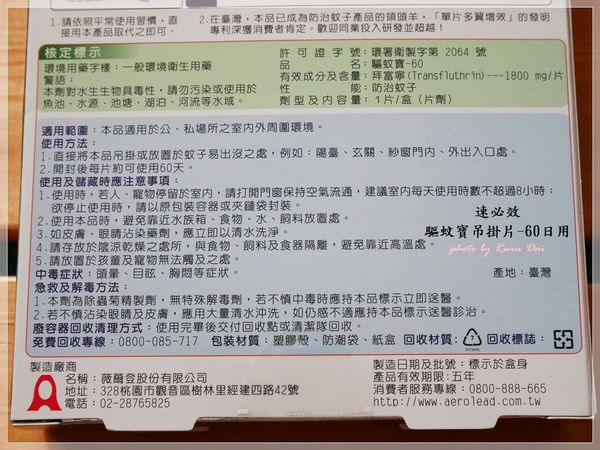 1.請依照平常使用習慣，直接用本產品取代之即可。
2.在臺灣，本品已成為防治蚊子產品的領頭羊，「單片多翼增效」的發明專利深獲消費者肯定。歡迎同業投入研發並超越！
核定標示
環境用藥字樣：一般環境衛生用藥
警語：
本劑對水生生物具毒性，請勿污染或使用於
魚池、水源、池塘、湖泊、河流等水域。
許可證字號：環署衛製字第 2064 號
品名：驅蚊寶-60
有效成分及含量：拜富寧(Transfluthrin)---1800 mg/片
性能：防治蚊子
劑型及內容量：1片/盒(片劑)
適用範圍：本品適用於公、私場所之室內外周圍環境。
使用方法：
1.直接將本品吊掛或放置於蚊子易出沒之處，例如：陽臺、玄關、紗窗門內、外出入口處。
2.開封後每片約可使用60天。
使用及儲藏時應注意事項：
1.使用時，若人、寵物停留於室內，請打開門窗保持空氣流通，建議室內每天使用時數不超過8小時；
欲停止使用時，請以原包裝容器或夾鏈袋封裝。
2.使用本品時，避免靠近水族箱、食物、水、飼料放置處。
3.如皮膚、眼睛沾染藥劑，應立即以清水洗淨。
4.請存放於陰涼乾燥之處所，與食物、飼料及食器隔離，避免靠近高溫處。
5.請放置於孩童及寵物無法觸及之處。
中毒症狀：頭暈、目眩、胸悶等症狀。
急救及解毒方法：
1.本劑為除蟲菊精製劑，無特殊解毒劑，若不慎中毒時應持本品標示立即送醫。
2.若不慎沾染眼睛及皮膚，應用大量清水沖洗，如仍感不適應持本品標示送醫診治。
廢容器回收清理方式：使用完畢後交付回收點或清潔隊回收。
免費回收專線：0800-085-717 包裝材質：塑膠殼、防潮袋、紙盒 回收材質： 回收標誌：
速必效
驅蚊寶吊掛片-60日用
photo by Ruru Doi
產地：臺灣
製造廠商
名稱：薇爾登股份有限公司
地址：328桃園市觀音區樹林里經建四路42號
電話：02-28765825
製造日期及批號：標示於盒身
產品有效期限：五年
消費者服務專線：0800-888-665
http://www.aerolead.com.tw